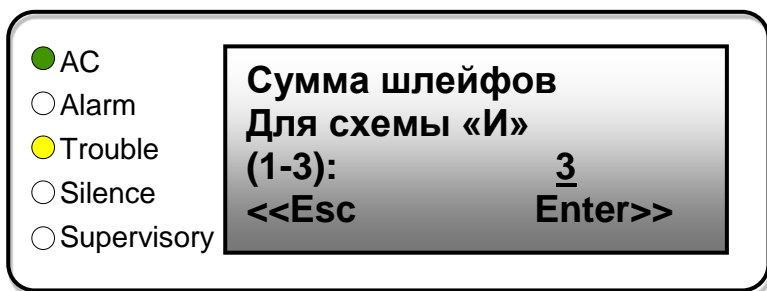 AC
Alarm
Trouble
Silence
Supervisory
Сумма шлейфов
Для схемы «И»
(1-3): 3
<<Esc Enter>>